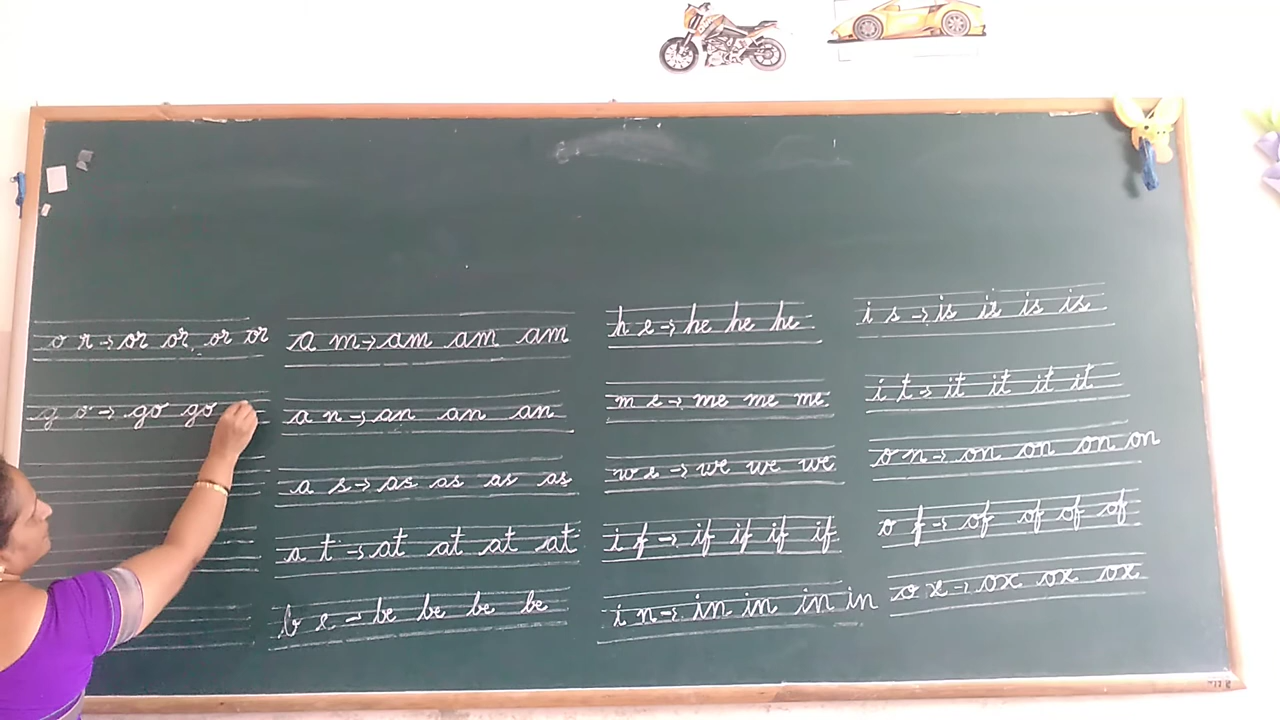 o r → or or or or
g o → go go
a m → am am am
a n → an an an
a s → as as as as
a t → at at at at
b e → be be be be
h e → he he he
m e → me me me
w e → we we we
i f → if if if if
i n → in in in in
i s → is is is is
i t → it it it it
o n → on on on on
o f → of of of of
o x → ox ox ox